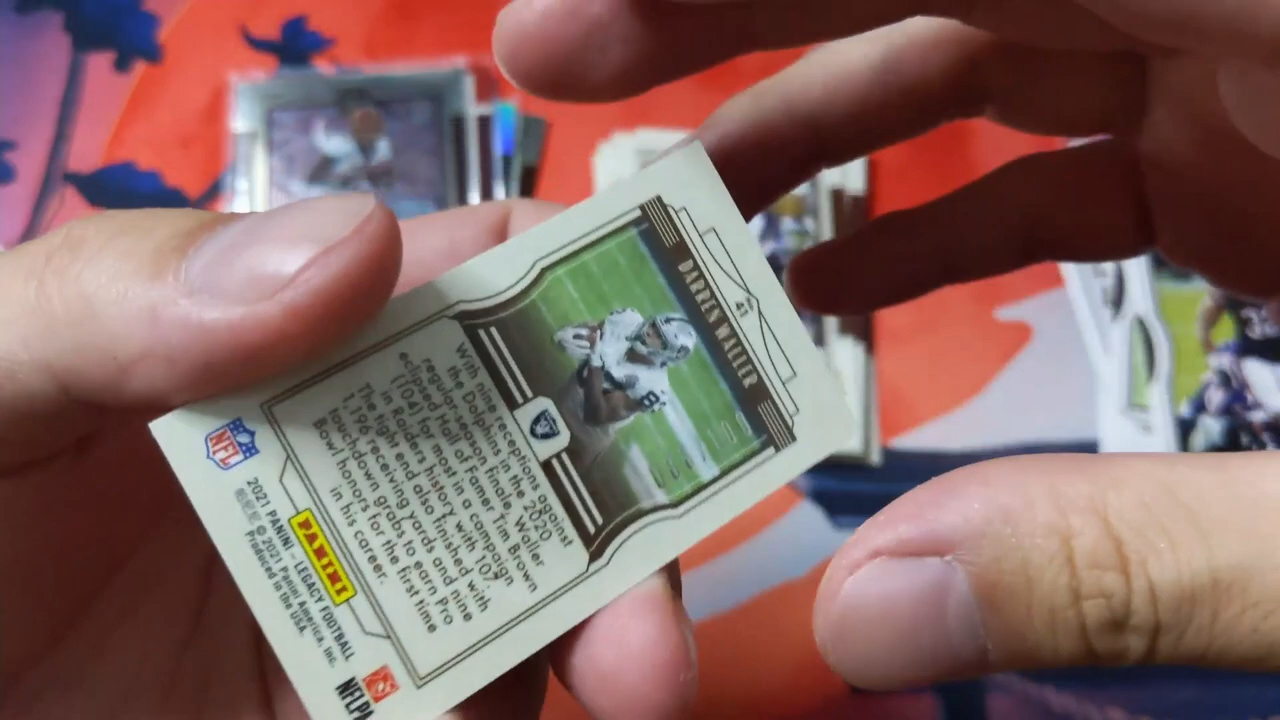 41
DARREN WALLER
With nine receptions against
the Dolphins in the 2020
regular-season finale, Waller
eclipsed Hall of Famer Tim Brown
(104) for most in a campaign
in Raiders history with 107.
The tight end also finished with
1,196 receiving yards and nine
touchdown grabs to earn Pro
Bowl honors for the first time
in his career.
PANINI
NFL
2021 PANINI - LEGACY FOOTBALL
© 2021 Panini America, Inc.
Produced in the USA.
NFLPA